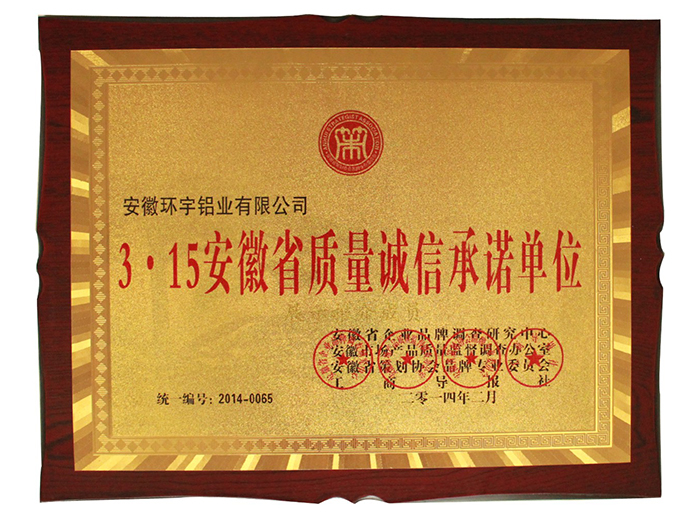 安徽环宇铝业有限公司
3·15安徽省质量诚信承诺单位
安徽省企业品牌调查研究中心
安徽市场产品质量监督调查办公室
安徽省策划协会品牌专业委员会
工商导报社
统一编号: 2014-0065
二零一四年二月